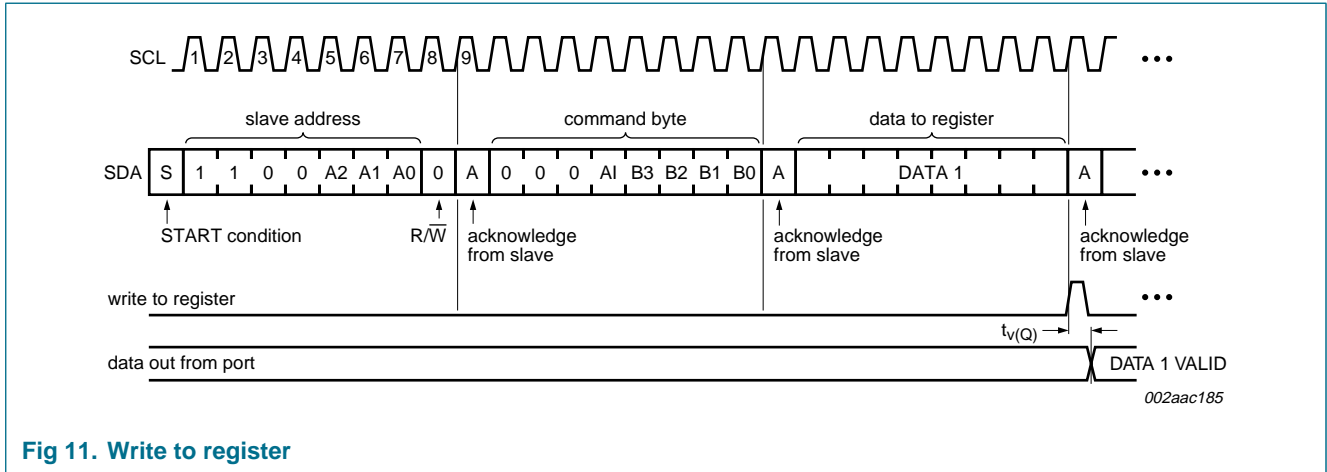 SCL 1 2 3 4 5 6 7 8 9 •••
slave address command byte data to register
SDA S 1 1 0 0 A2 A1 A0 0 A 0 0 0 AI B3 B2 B1 B0 A DATA 1 A •••
START condition R/W̅ acknowledge from slave acknowledge from slave acknowledge from slave
write to register •••
tv(Q)
data out from port DATA 1 VALID
002aac185
Fig 11. Write to register